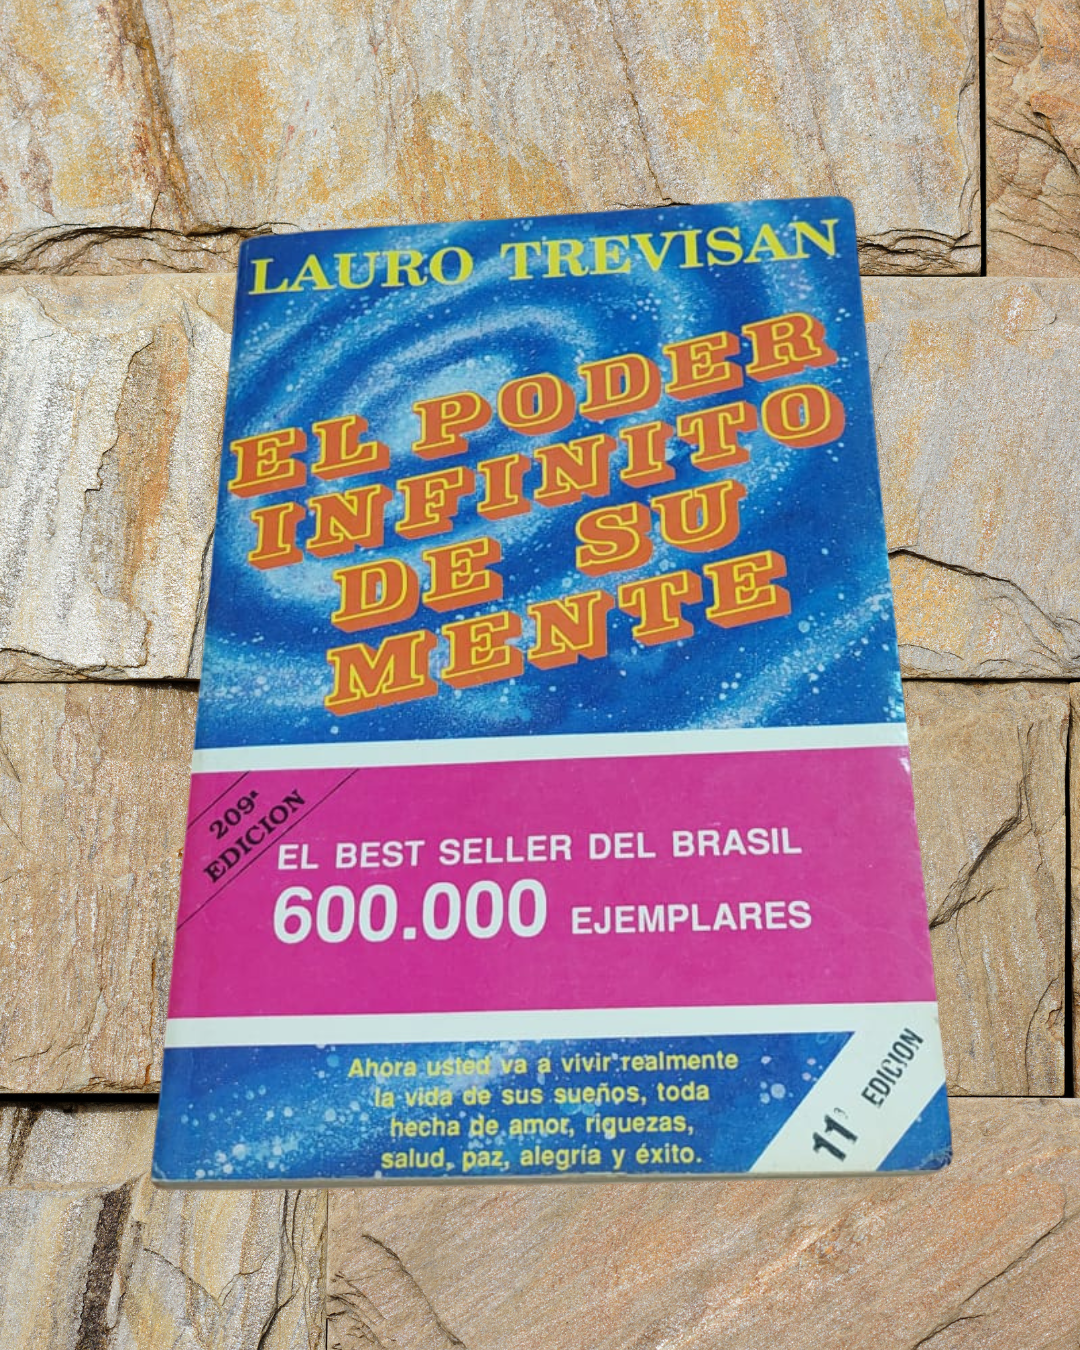 LAURO TREVISAN
EL PODER
INFINITO
DE SU
MENTE
209ª
EDICION
EL BEST SELLER DEL BRASIL
600.000 EJEMPLARES
Ahora usted va a vivir realmente
la vida de sus sueños, toda
hecha de amor, riguezas,
salud, paz, alegría y éxito.
11ª
EDICION